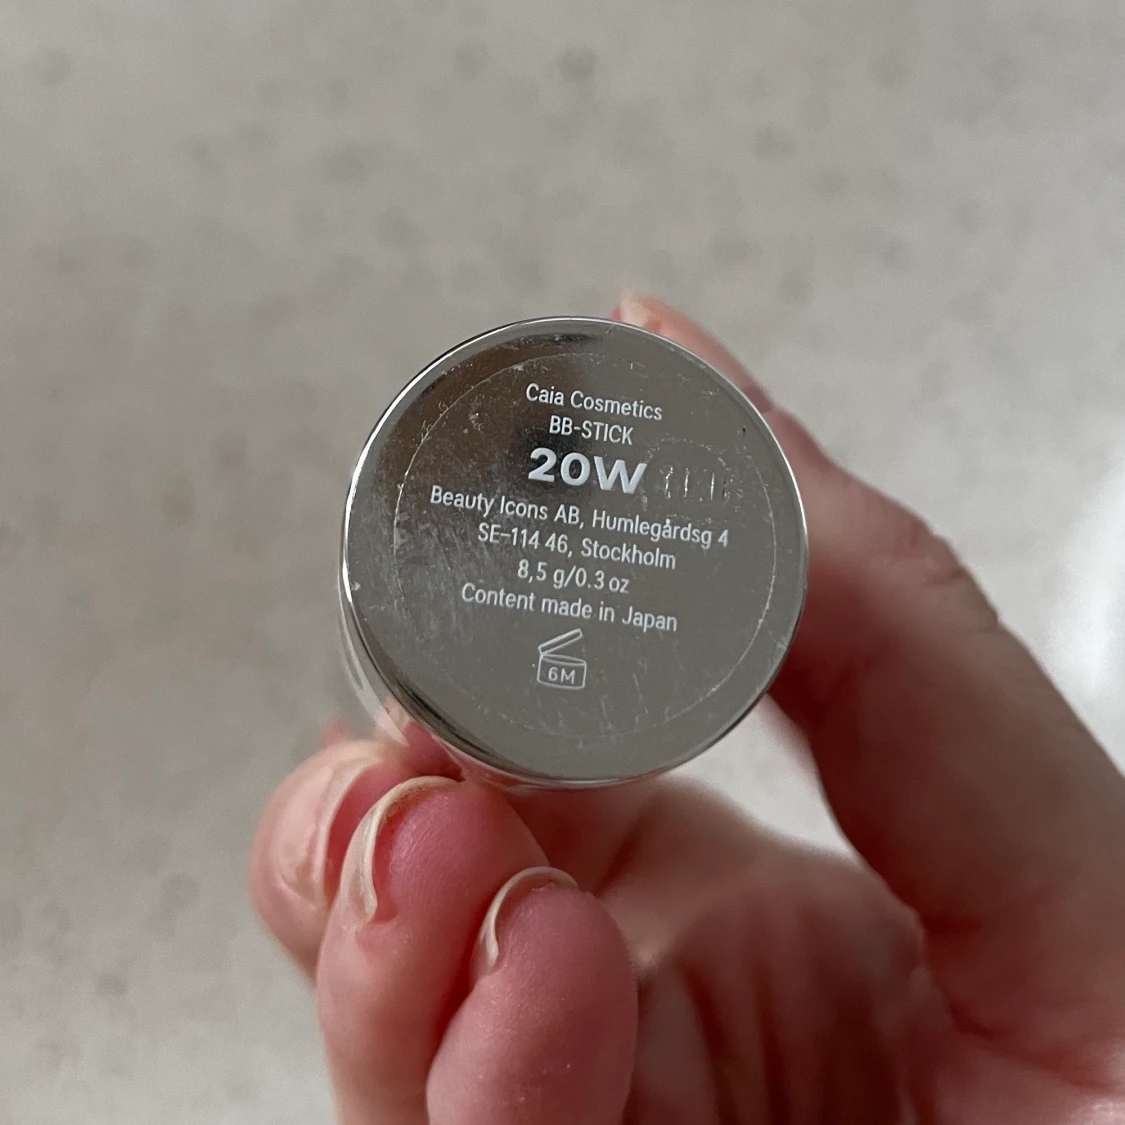 Caia Cosmetics
BB-STICK
20W
Beauty Icons AB, Humlegårdsg 4
SE-114 46, Stockholm
8,5 g/0.3 oz
Content made in Japan
6M